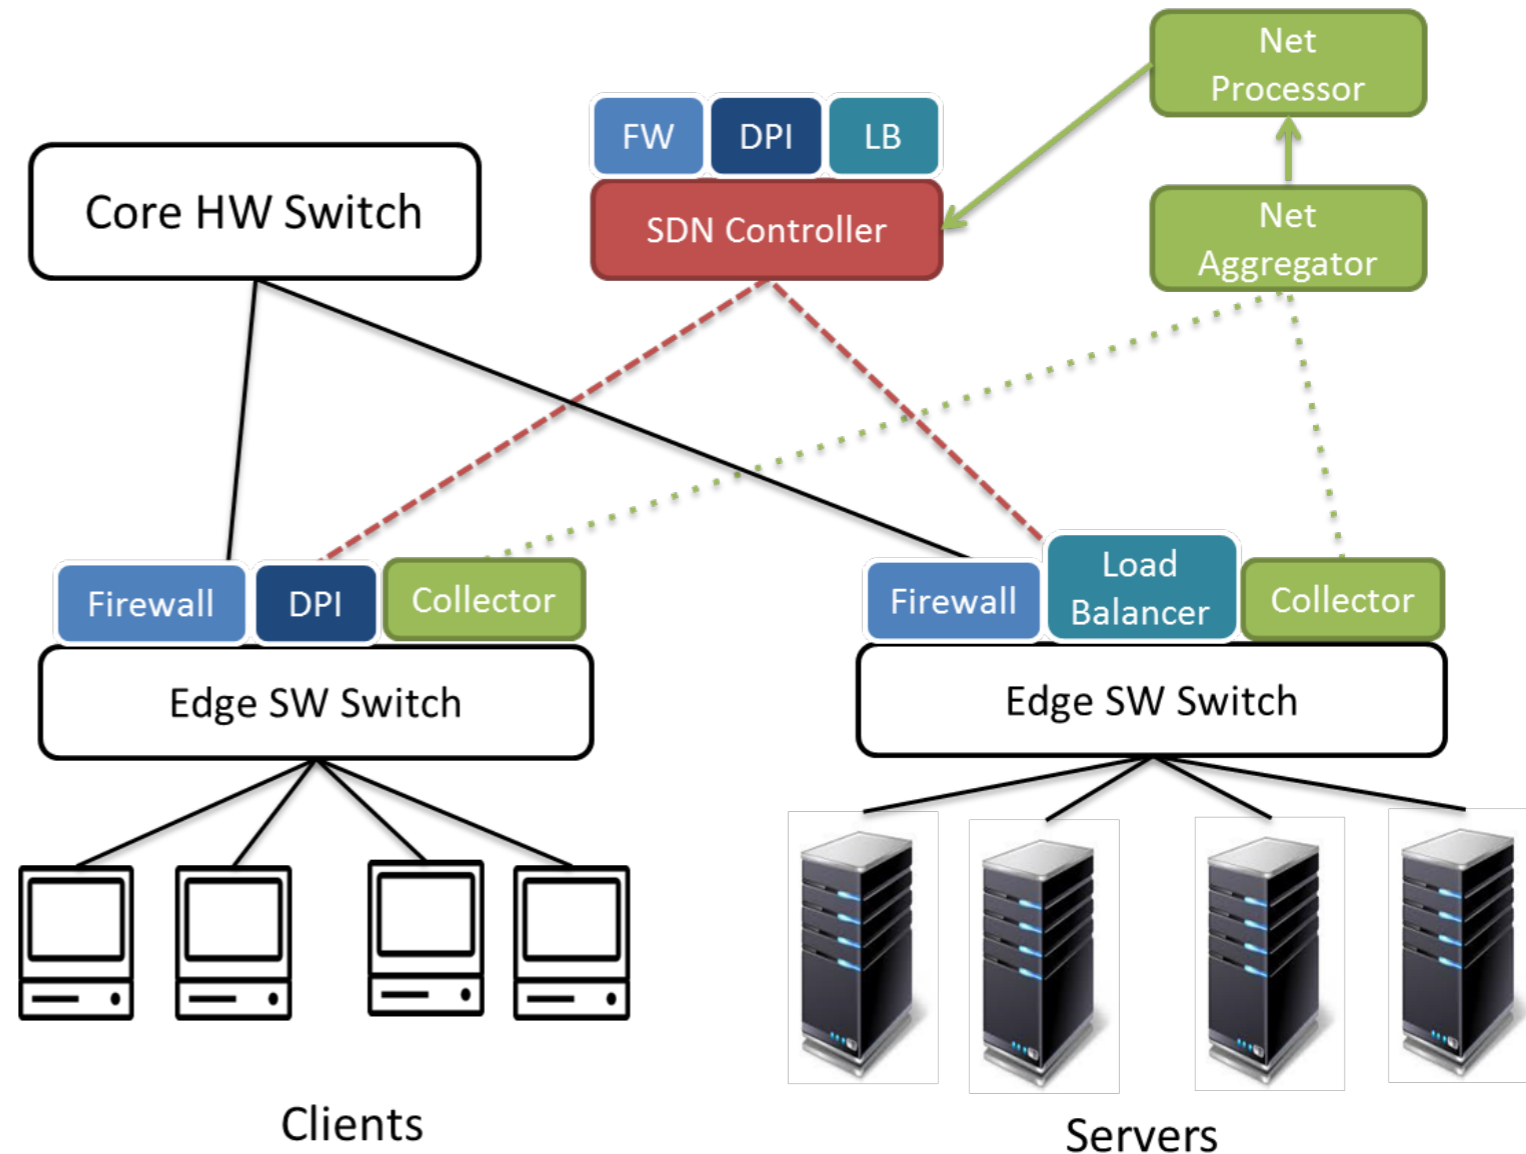 Net
Processor
FW
DPI
LB
Core HW Switch
SDN Controller
Net
Aggregator
Firewall
DPI
Collector
Firewall
Load
Balancer
Collector
Edge SW Switch
Edge SW Switch
Clients
Servers